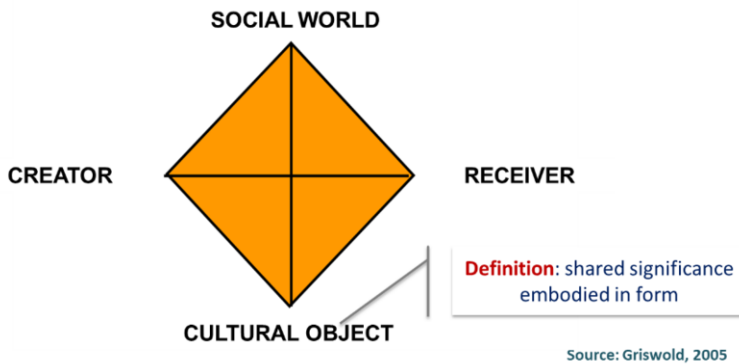 SOCIAL WORLD
CREATOR
RECEIVER
Definition: shared significance
embodied in form
CULTURAL OBJECT
Source: Griswold, 2005